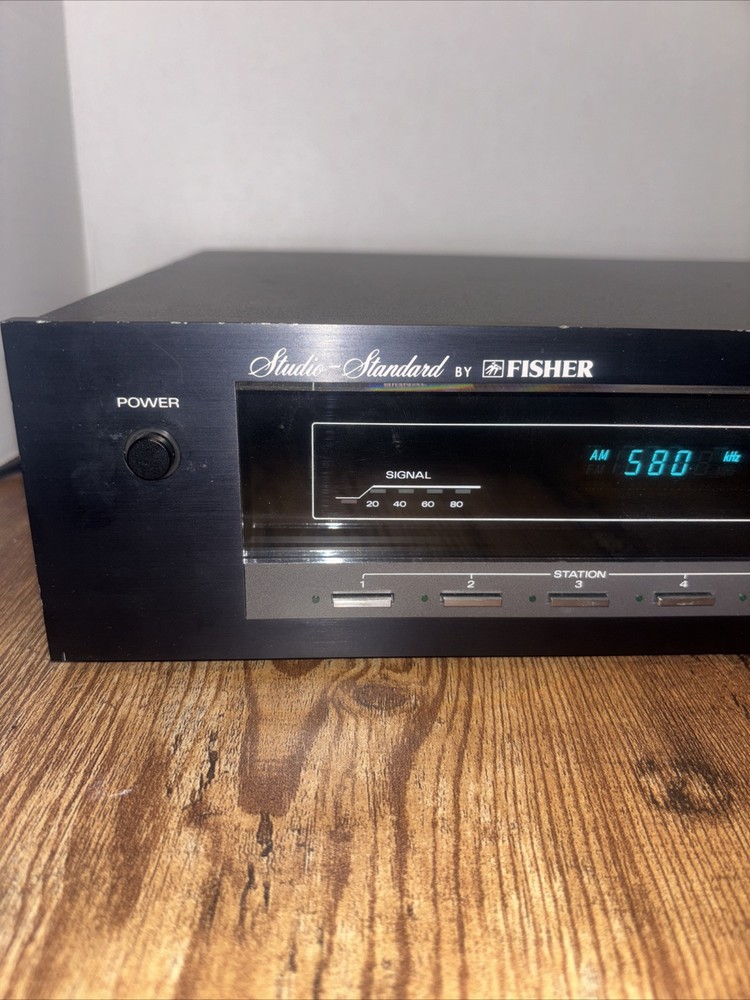 Studio-Standard BY FISHER
POWER
AM 580 kHz
SIGNAL
20 40 60 80
STATION
1 2 3 4